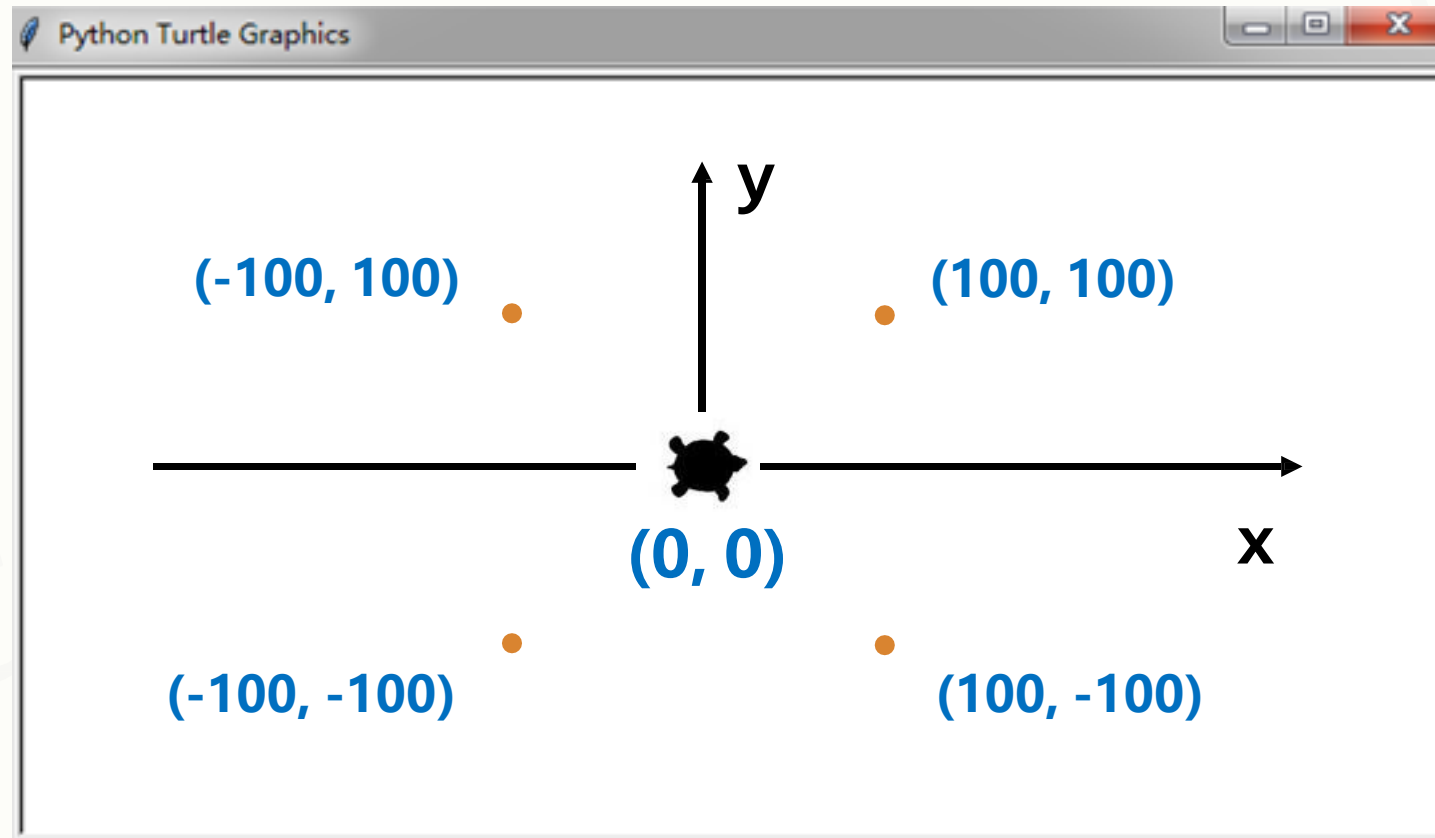 Python Turtle Graphics
y
(-100, 100)
(100, 100)
(0, 0)
x
(-100, -100)
(100, -100)